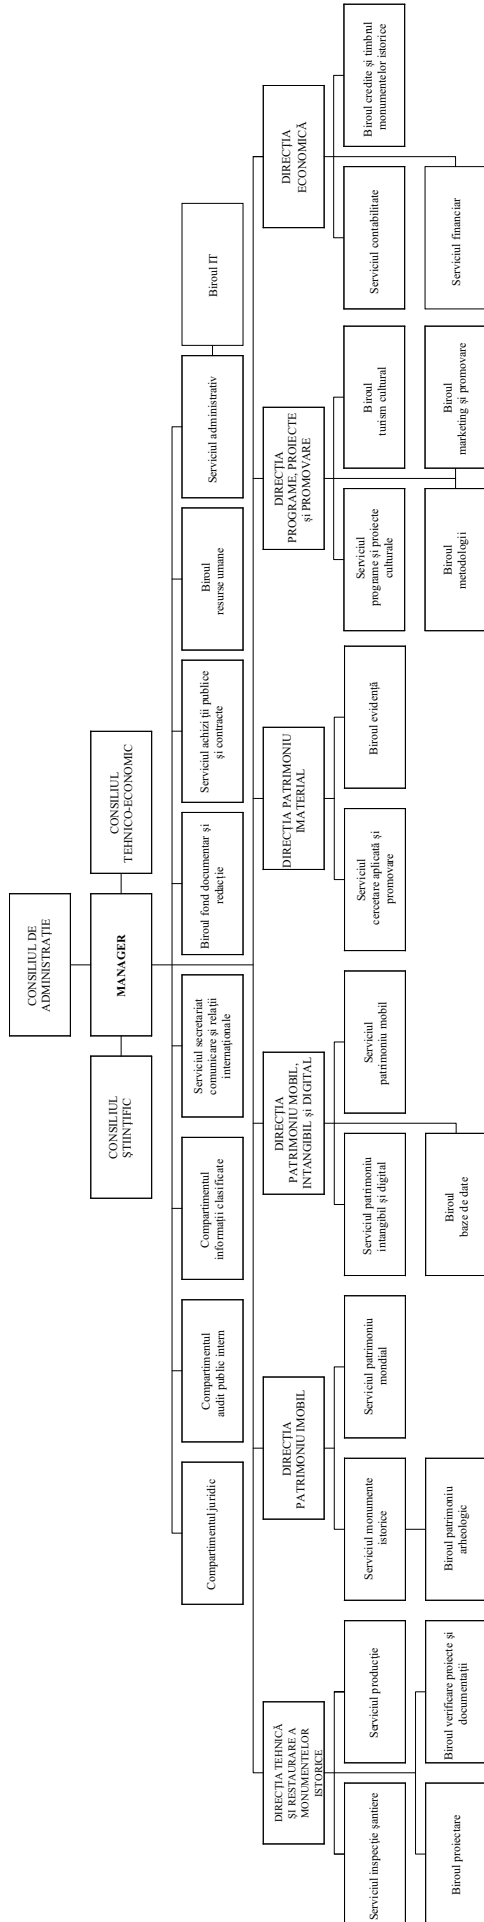 CONSILIUL DE
ADMINISTRAȚIE
CONSILIUL
ȘTIINȚIFIC
MANAGER
CONSILIUL
TEHNICO-ECONOMIC
Compartimentul juridic
Compartimentul
audit public intern
Compartimentul
informații clasificate
Serviciul secretariat
comunicare și relații
internaționale
Biroul fond documentar și
redacție
Serviciul achizi ții publice
și contracte
Biroul
resurse umane
Serviciul administrativ
Biroul IT
DIRECȚIA TEHNICĂ
ȘI RESTAURARE A
MONUMENTELOR
ISTORICE
DIRECȚIA
PATRIMONIU IMOBIL
DIRECȚIA
PATRIMONIU MOBIL,
INTANGIBIL și DIGITAL
DIRECȚIA PATRIMONIU
IMATERIAL
DIRECȚIA
PROGRAME, PROIECTE
și PROMOVARE
DIRECȚIA
ECONOMICĂ
Serviciul inspecție șantiere
Serviciul producție
Serviciul monumente
istorice
Serviciul patrimoniu
mondial
Serviciul patrimoniu
intangibil și digital
Serviciul
patrimoniu mobil
Serviciul
cercetare aplicată și
promovare
Biroul evidență
Serviciul
programe și proiecte
culturale
Biroul
turism cultural
Serviciul contabilitate
Biroul credite și timbrul
monumentelor istorice
Biroul proiectare
Biroul verificare proiecte și
documentații
Biroul patrimoniu
arheologic
Biroul
baze de date
Biroul
metodologii
Biroul
marketing și promovare
Serviciul financiar